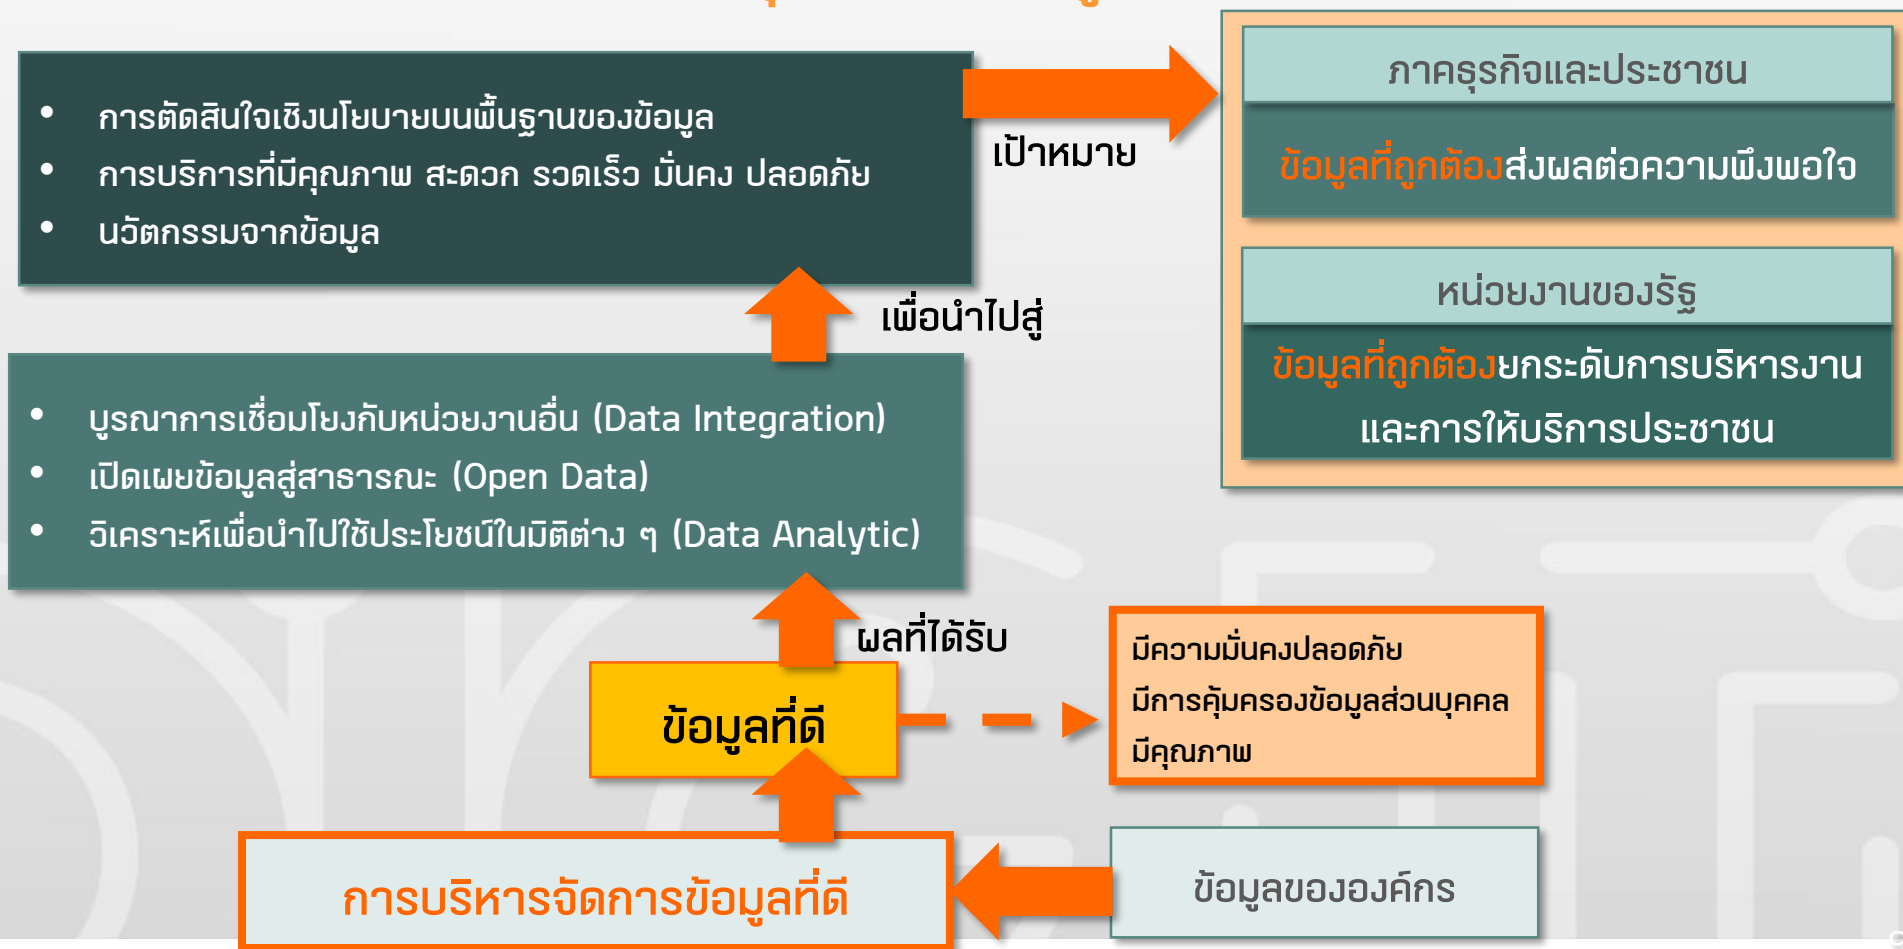 • การตัดสินใจเชิงนโยบายบนพื้นฐานของข้อมูล
• การบริการที่มีคุณภาพ สะดวก รวดเร็ว มั่นคง ปลอดภัย
• นวัตกรรมจากข้อมูล
เป้าหมาย
ภาคธุรกิจและประชาชน
ข้อมูลที่ถูกต้องส่งผลต่อความพึงพอใจ
หน่วยงานของรัฐ
ข้อมูลที่ถูกต้องยกระดับการบริหารงาน
และการให้บริการประชาชน
เพื่อนำไปสู่
• บูรณาการเชื่อมโยงกับหน่วยงานอื่น (Data Integration)
• เปิดเผยข้อมูลสู่สาธารณะ (Open Data)
• วิเคราะห์เพื่อนำไปใช้ประโยชน์ในมิติต่าง ๆ (Data Analytic)
ผลที่ได้รับ
ข้อมูลที่ดี
มีความมั่นคงปลอดภัย
มีการคุ้มครองข้อมูลส่วนบุคคล
มีคุณภาพ
การบริหารจัดการข้อมูลที่ดี
ข้อมูลขององค์กร